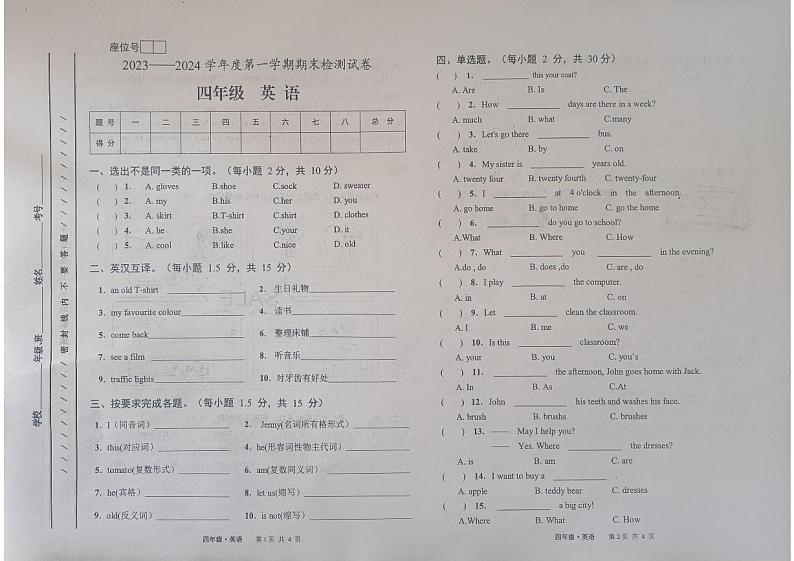 座位号
2023——2024 学年度第一学期期末检测试卷
四年级 英 语
题 号 一 二 三 四 五 六 七 八 总 分
得 分
一、选出不是同一类的一项。（每小题 2 分，共 10 分）
( ) 1. A. gloves B.shoe C.sock D. sweater
( ) 2. A. my B.his C.her D. you
( ) 3. A. skirt B.T-shirt C.shirt D. clothes
( ) 4. A. he B.she C.your D. it
( ) 5. A. cool B.like C.nice D. old
二、英汉互译。（每小题 1.5 分，共 15 分）
1. an old T-shirt 2. 生日礼物
3. my favourite colour 4. 读书
5. come back 6. 整理床铺
7. see a film 8. 听音乐
9. traffic lights 10. 对牙齿有好处
三、按要求完成各题。（每小题 1.5 分，共 15 分）
1. I（同音词） 2. Jenny(名词所有格形式）
3. this(对应词） 4. he(形容词性物主代词）
5. tomato(复数形式） 6. am(复数同义词）
7. he(宾格） 8. let us(缩写）
9. old(反义词） 10. is not(缩写）
四年级·英语 第 1 页 共 4 页
学校 年级.班 姓名 考号
密 封 线 内 不 要 答 题
四、单选题。（每小题 2 分，共 30 分）
( ) 1. this your coat?
A. Are B. Is C. The
( ) 2. How days are there in a week?
A. much B. what C.many
( ) 3. Let's go there bus.
A. take B. by C. on
( ) 4. My sister is years old.
A. twenty four B. twenty fourth C. twenty-four
( ) 5. I at 4 o'clock in the afternoon.
A. go home B. go to home C. go the home
( ) 6. do you go to school?
A.What B. Where C. How
( ) 7. What you in the evening?
A.do , do B. does ,do C. are , do
( ) 8. I play the computer.
A. in B. at C. on
( ) 9. Let clean the classroom.
A. I B. me C. we
( ) 10. Is this classroom?
A. your B. you C. you's
( ) 11. the afternoon, John goes home with Jack.
A. In B. As C.At
( ) 12. John his teeth and washes his face.
A. brush B. brushs C. brushes
( ) 13. —— May I help you?
—— Yes. Where the dresses?
A. is B. am C. are
( ) 14. I want to buy a .
A. apple B. teddy bear C. dresses
( ) 15. a big city!
A.Where B. What C. How
四年级·英语 第 2 页 共 4 页